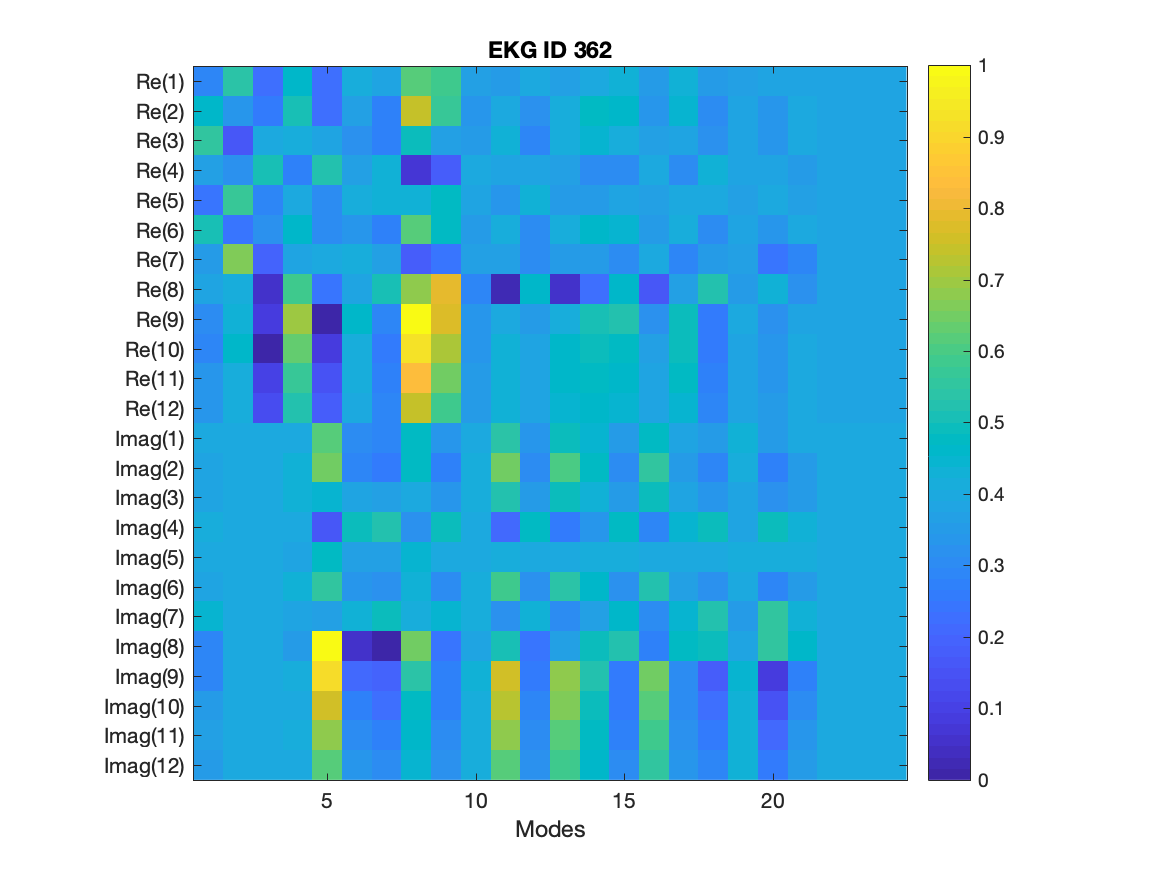 EKG ID 362
Re(1)
Re(2)
Re(3)
Re(4)
Re(5)
Re(6)
Re(7)
Re(8)
Re(9)
Re(10)
Re(11)
Re(12)
Imag(1)
Imag(2)
Imag(3)
Imag(4)
Imag(5)
Imag(6)
Imag(7)
Imag(8)
Imag(9)
Imag(10)
Imag(11)
Imag(12)
5 10 15 20
Modes
1
0.9
0.8
0.7
0.6
0.5
0.4
0.3
0.2
0.1
0